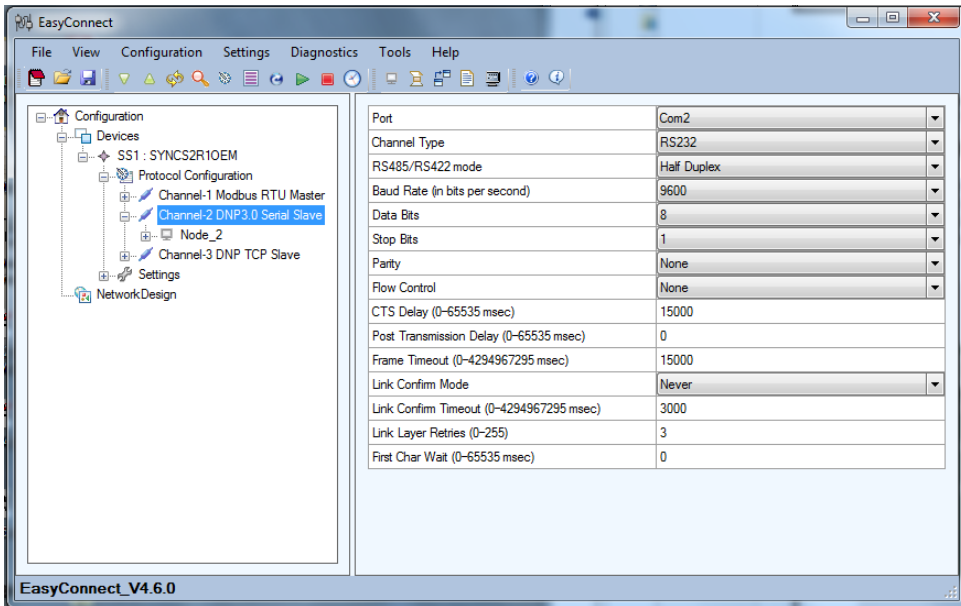 EasyConnect
File View Configuration Settings Diagnostics Tools Help
Configuration
Devices
SS1 : SYNCS2R1OEM
Protocol Configuration
Channel-1 Modbus RTU Master
Channel-2 DNP3.0 Serial Slave
Node_2
Channel-3 DNP TCP Slave
Settings
NetworkDesign
Port Com2
Channel Type RS232
RS485/RS422 mode Half Duplex
Baud Rate (in bits per second) 9600
Data Bits 8
Stop Bits 1
Parity None
Flow Control None
CTS Delay (0-65535 msec) 15000
Post Transmission Delay (0-65535 msec) 0
Frame Timeout (0-4294967295 msec) 15000
Link Confirm Mode Never
Link Confirm Timeout (0-4294967295 msec) 3000
Link Layer Retries (0-255) 3
First Char Wait (0-65535 msec) 0
EasyConnect_V4.6.0